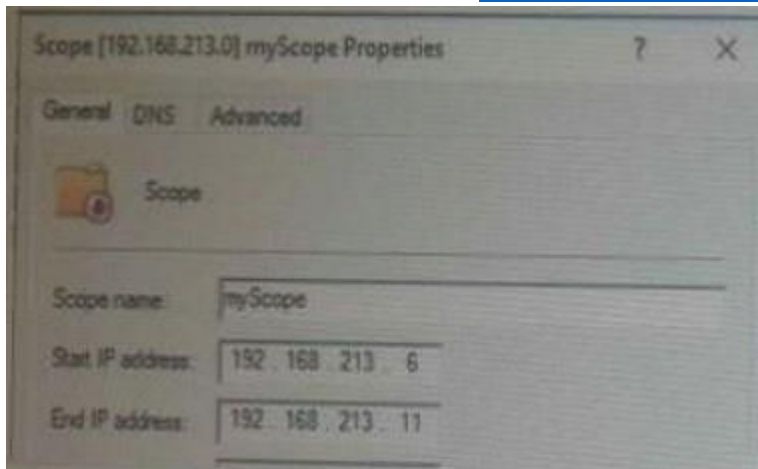 Scope [192.168.213.0] myScope Properties ? X
General DNS Advanced
Scope
Scope name: myScope
Start IP address: 192 . 168 . 213 . 6
End IP address: 192 . 168 . 213 . 11